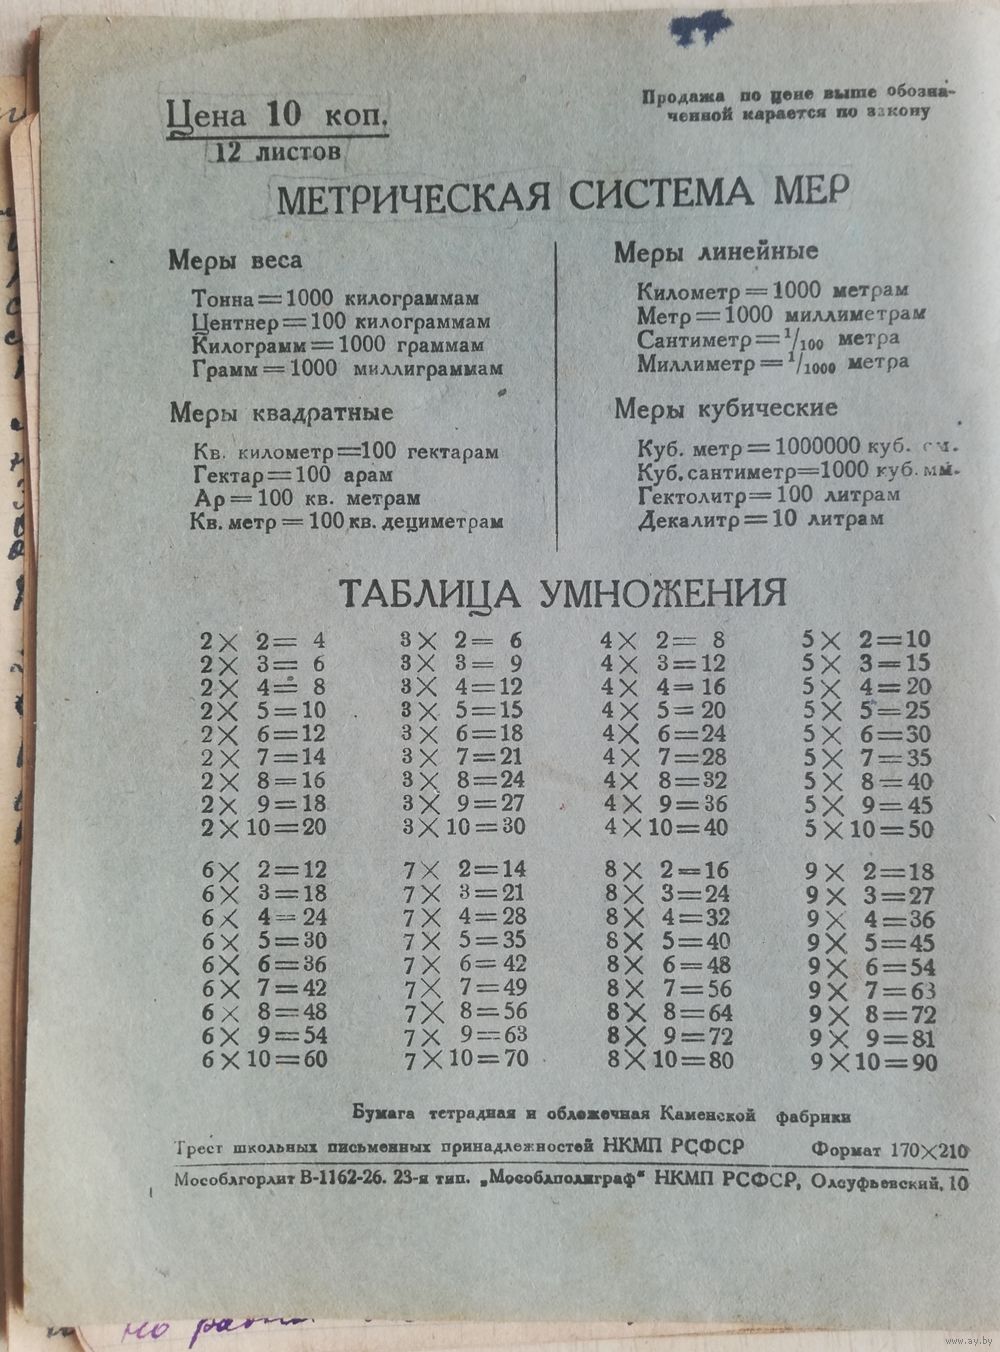 Цена 10 коп.
12 листов
Продажа по цене выше обозна-
ченной карается по закону
МЕТРИЧЕСКАЯ СИСТЕМА МЕР
Меры веса
Тонна=1000 килограммам
Центнер=100 килограммам
Килограмм=1000 граммам
Грамм=1000 миллиграммам
Меры квадратные
Кв. километр=100 гектарам
Гектар=100 арам
Ар=100 кв. метрам
Кв. метр=100 кв. дециметрам
Меры линейные
Километр=1000 метрам
Метр=1000 миллиметрам
Сантиметр=1/100 метра
Миллиметр=1/1000 метра
Меры кубические
Куб. метр=1000000 куб. см.
Куб. сантиметр=1000 куб. мм.
Гектолитр=100 литрам
Декалитр=10 литрам
ТАБЛИЦА УМНОЖЕНИЯ
2× 2= 4 3× 2= 6 4× 2= 8 5× 2=10
2× 3= 6 3× 3= 9 4× 3=12 5× 3=15
2× 4= 8 3× 4=12 4× 4=16 5× 4=20
2× 5=10 3× 5=15 4× 5=20 5× 5=25
2× 6=12 3× 6=18 4× 6=24 5× 6=30
2× 7=14 3× 7=21 4× 7=28 5× 7=35
2× 8=16 3× 8=24 4× 8=32 5× 8=40
2× 9=18 3× 9=27 4× 9=36 5× 9=45
2×10=20 3×10=30 4×10=40 5×10=50
6× 2=12 7× 2=14 8× 2=16 9× 2=18
6× 3=18 7× 3=21 8× 3=24 9× 3=27
6× 4=24 7× 4=28 8× 4=32 9× 4=36
6× 5=30 7× 5=35 8× 5=40 9× 5=45
6× 6=36 7× 6=42 8× 6=48 9× 6=54
6× 7=42 7× 7=49 8× 7=56 9× 7=63
6× 8=48 7× 8=56 8× 8=64 9× 8=72
6× 9=54 7× 9=63 8× 9=72 9× 9=81
6×10=60 7×10=70 8×10=80 9×10=90
Бумага тетрадная и обложечная Каменской фабрики
Трест школьных письменных принадлежностей НКМП РСФСР Формат 170×210
Мособлгорлит В-1162-26. 23-я тип. „Мособлполиграф“ НКМП РСФСР, Олсуфьевский, 10
но
www.ay.by